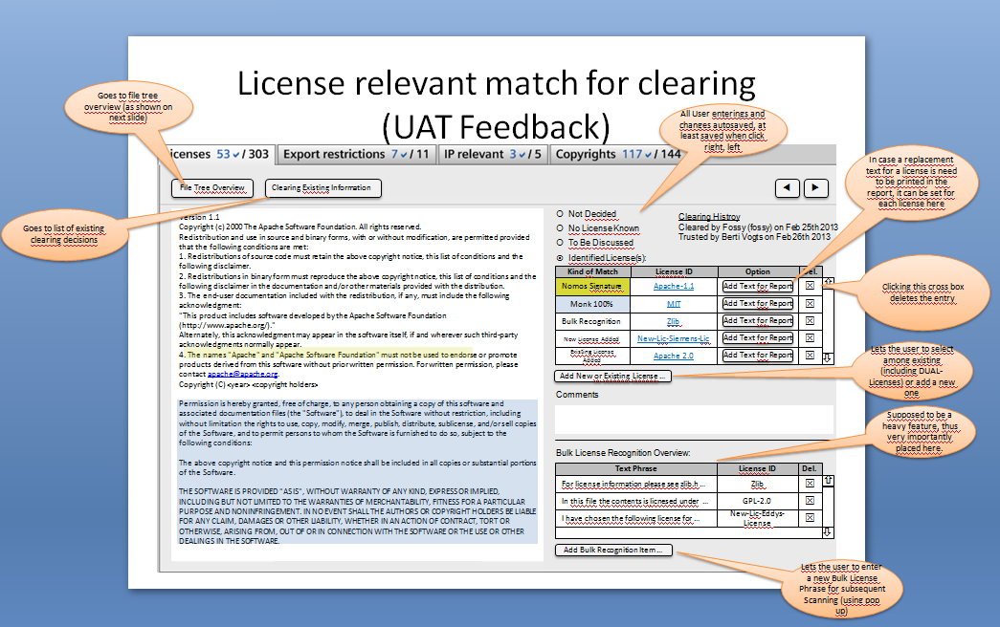 License relevant match for clearing
(UAT Feedback)
Goes to file tree
overview (as shown on
next slide)
All User enterings and
changes autosaved, at
least saved when click
right, left
icenses 53 / 303
Export restrictions 7 / 11
IP relevant 3 / 5
Copyrights 117 / 144
In case a replacement
text for a license is need
to be printed in the
report, it can be set for
each license here
File Tree Overview
Clearing Existing Information
Goes to list of existing
clearing decisions
Version 1.1
Copyright (c) 2000 The Apache Software Foundation. All rights reserved.
Redistribution and use in source and binary forms, with or without modification, are permitted provided
that the following conditions are met:
1. Redistributions of source code must retain the above copyright notice, this list of conditions and the
following disclaimer.
2. Redistributions in binary form must reproduce the above copyright notice, this list of conditions and the
following disclaimer in the documentation and/or other materials provided with the distribution.
3. The end-user documentation included with the redistribution, if any, must include the following
acknowledgment:
"This product includes software developed by the Apache Software Foundation
(http://www.apache.org/)."
Alternately, this acknowledgment may appear in the software itself, if and wherever such third-party
acknowledgments normally appear.
4. The names "Apache" and "Apache Software Foundation" must not be used to endorse or promote
products derived from this software without prior written permission. For written permission, please
contact apache@apache.org.
Copyright (C) <year> <copyright holders>
Permission is hereby granted, free of charge, to any person obtaining a copy of this software and
associated documentation files (the "Software"), to deal in the Software without restriction, including
without limitation the rights to use, copy, modify, merge, publish, distribute, sublicense, and/or sell copies
of the Software, and to permit persons to whom the Software is furnished to do so, subject to the
following conditions:
The above copyright notice and this permission notice shall be included in all copies or substantial portions
of the Software.
THE SOFTWARE IS PROVIDED "AS IS", WITHOUT WARRANTY OF ANY KIND, EXPRESS OR IMPLIED,
INCLUDING BUT NOT LIMITED TO THE WARRANTIES OF MERCHANTABILITY, FITNESS FOR A PARTICULAR
PURPOSE AND NONINFRINGEMENT. IN NO EVENT SHALL THE AUTHORS OR COPYRIGHT HOLDERS BE LIABLE
FOR ANY CLAIM, DAMAGES OR OTHER LIABILITY, WHETHER IN AN ACTION OF CONTRACT, TORT OR
OTHERWISE, ARISING FROM, OUT OF OR IN CONNECTION WITH THE SOFTWARE OR THE USE OR OTHER
DEALINGS IN THE SOFTWARE.
Not Decided
No License Known
To Be Discussed
Identified License(s):
Clearing Histroy
Cleared by Fossy (fossy) on Feb 25th 2013
Trusted by Berti Vogts on Feb 26th 2013
Kind of Match License ID Option Del.
Nomos Signature Apache-1.1 Add Text for Report
Monk 100% MIT Add Text for Report
Bulk Recognition Zlib Add Text for Report
New License Added New-Lic-Siemens-Lic Add Text for Report
Existing License
Added Apache 2.0 Add Text for Report
Clicking this cross box
deletes the entry
Add New or Existing License ...
Lets the user to select
among existing
(including DUAL-
Licenses) or add a new
one
Comments
Supposed to be a
heavy feature, thus
very importantly
placed here.
Bulk License Recognition Overview:
Text Phrase License ID Del.
For license information please see zlib.h ... Zlib
In this file the contents is licnesed under ... GPL-2.0
I have chosen the following license for ... New-Lic-Eddys-
License
Add Bulk Recognition Item ...
Lets the user to enter
a new Bulk License
Phrase for subsequent
Scanning (using pop
up)